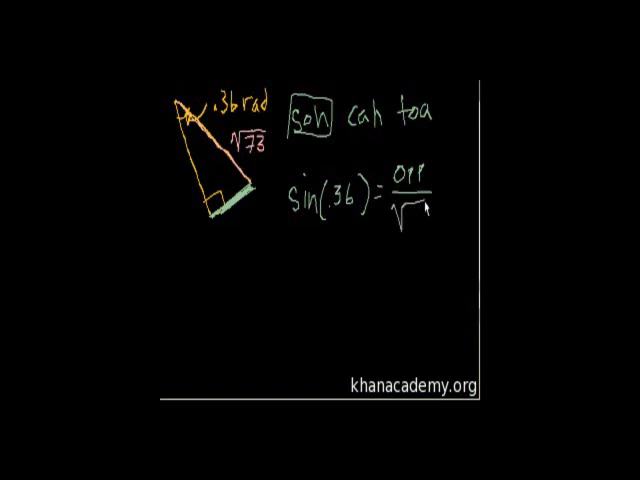 .36 rad
√73
soh cah toa
sin(.36) = opp
√
khanacademy.org